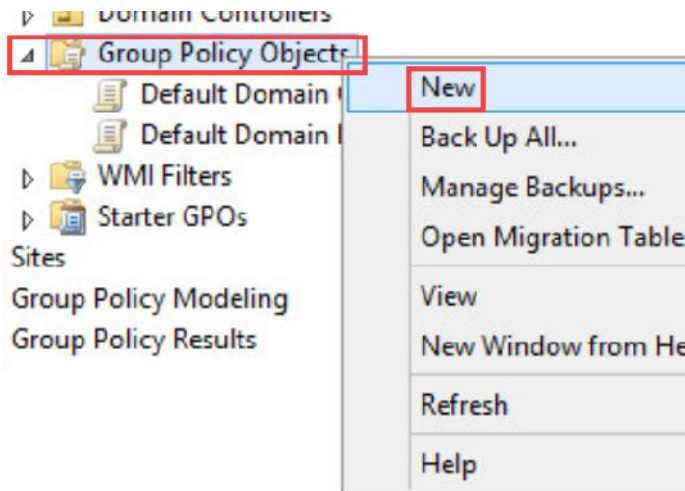 Domain Controllers
Group Policy Objects
Default Domain
Default Domain
WMI Filters
Starter GPOs
Sites
Group Policy Modeling
Group Policy Results
New
Back Up All...
Manage Backups...
Open Migration Table
View
New Window from He
Refresh
Help